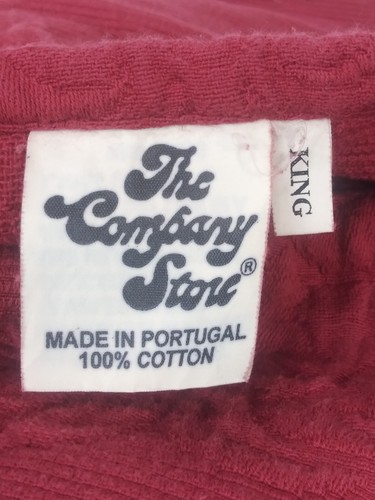 The
Company
Store®
MADE IN PORTUGAL
100% COTTON
KING